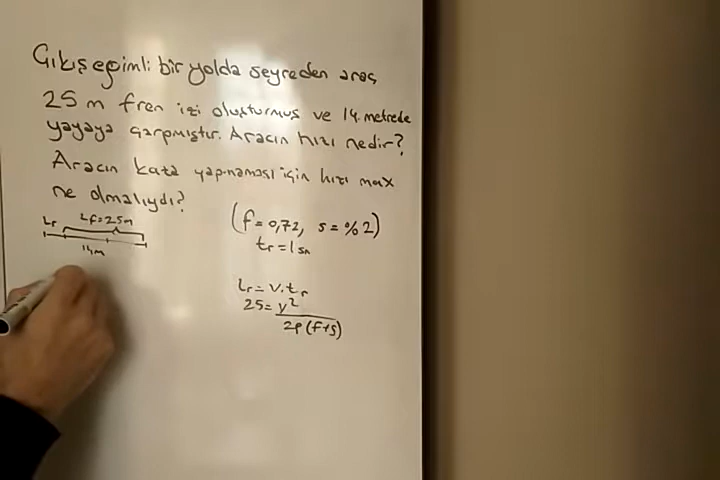 Çıkış eğimli bir yolda seyreden araç
25 m fren izi oluşturmuş ve 14. metrede
yayaya çarpmıştır. Aracın hızı nedir?
Aracın kaza yapmaması için hızı max
ne olmalıydı?
(f=0,72, s=%2)
tr=1sn
Lr Lf=25m
14m
Lr=V.tr
25=V²
2g(f+s)